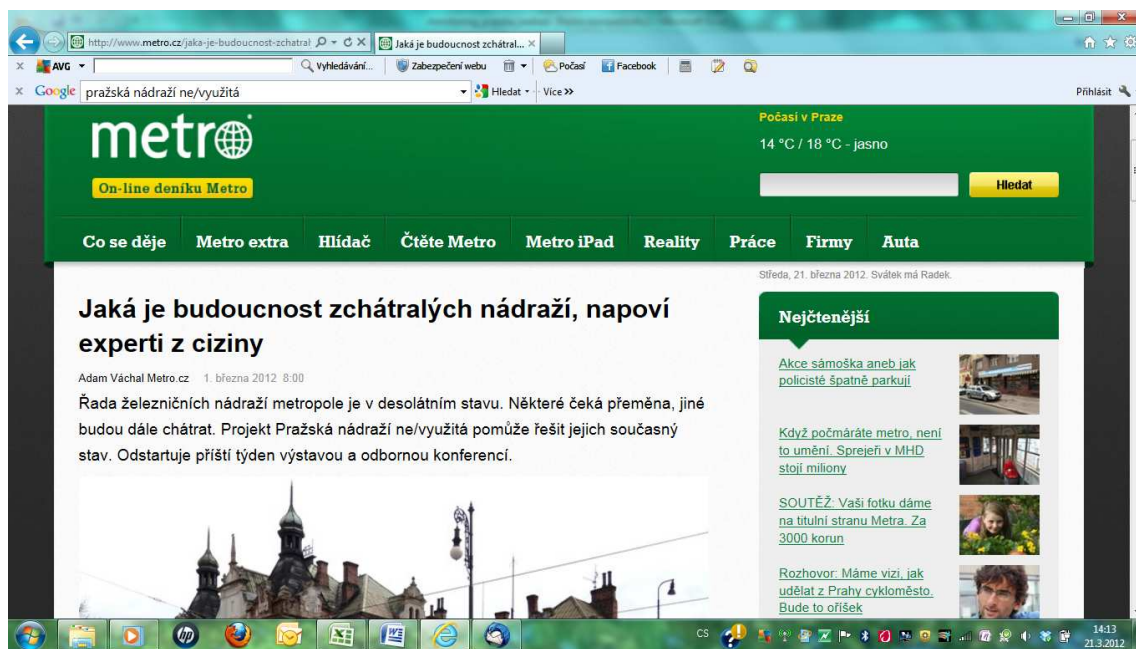 http://www.metro.cz/jaka-je-budoucnost-zchatral
Jaká je budoucnost zchátral...
AVG
Vyhledávání...
Zabezpečení webu
Počasí
Facebook
Google
pražská nádraží ne/využitá
Hledat
Více >>
Přihlásit
metro
On-line deníku Metro
Počasí v Praze
14 °C / 18 °C - jasno
Hledat
Co se děje Metro extra Hlídač Čtěte Metro Metro iPad Reality Práce Firmy Auta
Středa, 21. března 2012. Svátek má Radek.
Jaká je budoucnost zchátralých nádraží, napoví
experti z ciziny
Adam Váchal Metro.cz 1. března 2012 8:00
Řada železničních nádraží metropole je v desolátním stavu. Některé čeká přeměna, jiné
budou dále chátrat. Projekt Pražská nádraží ne/využitá pomůže řešit jejich současný
stav. Odstartuje příští týden výstavou a odbornou konferencí.
Nejčtenější
Akce sámoška aneb jak
policisté špatně parkují
Když počmáráte metro, není
to umění. Sprejeři v MHD
stojí miliony
SOUTĚŽ: Vaši fotku dáme
na titulní stranu Metra. Za
3000 korun
Rozhovor: Máme vizi, jak
udělat z Prahy cykloměsto.
Bude to oříšek
CS
14:13
21.3.2012